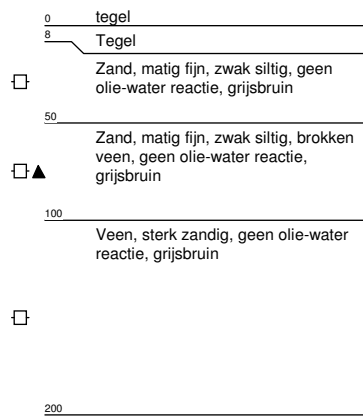 0 tegel
8 Tegel
Zand, matig fijn, zwak siltig, geen
olie-water reactie, grijsbruin
50
Zand, matig fijn, zwak siltig, brokken
veen, geen olie-water reactie,
grijsbruin
100
Veen, sterk zandig, geen olie-water
reactie, grijsbruin
200